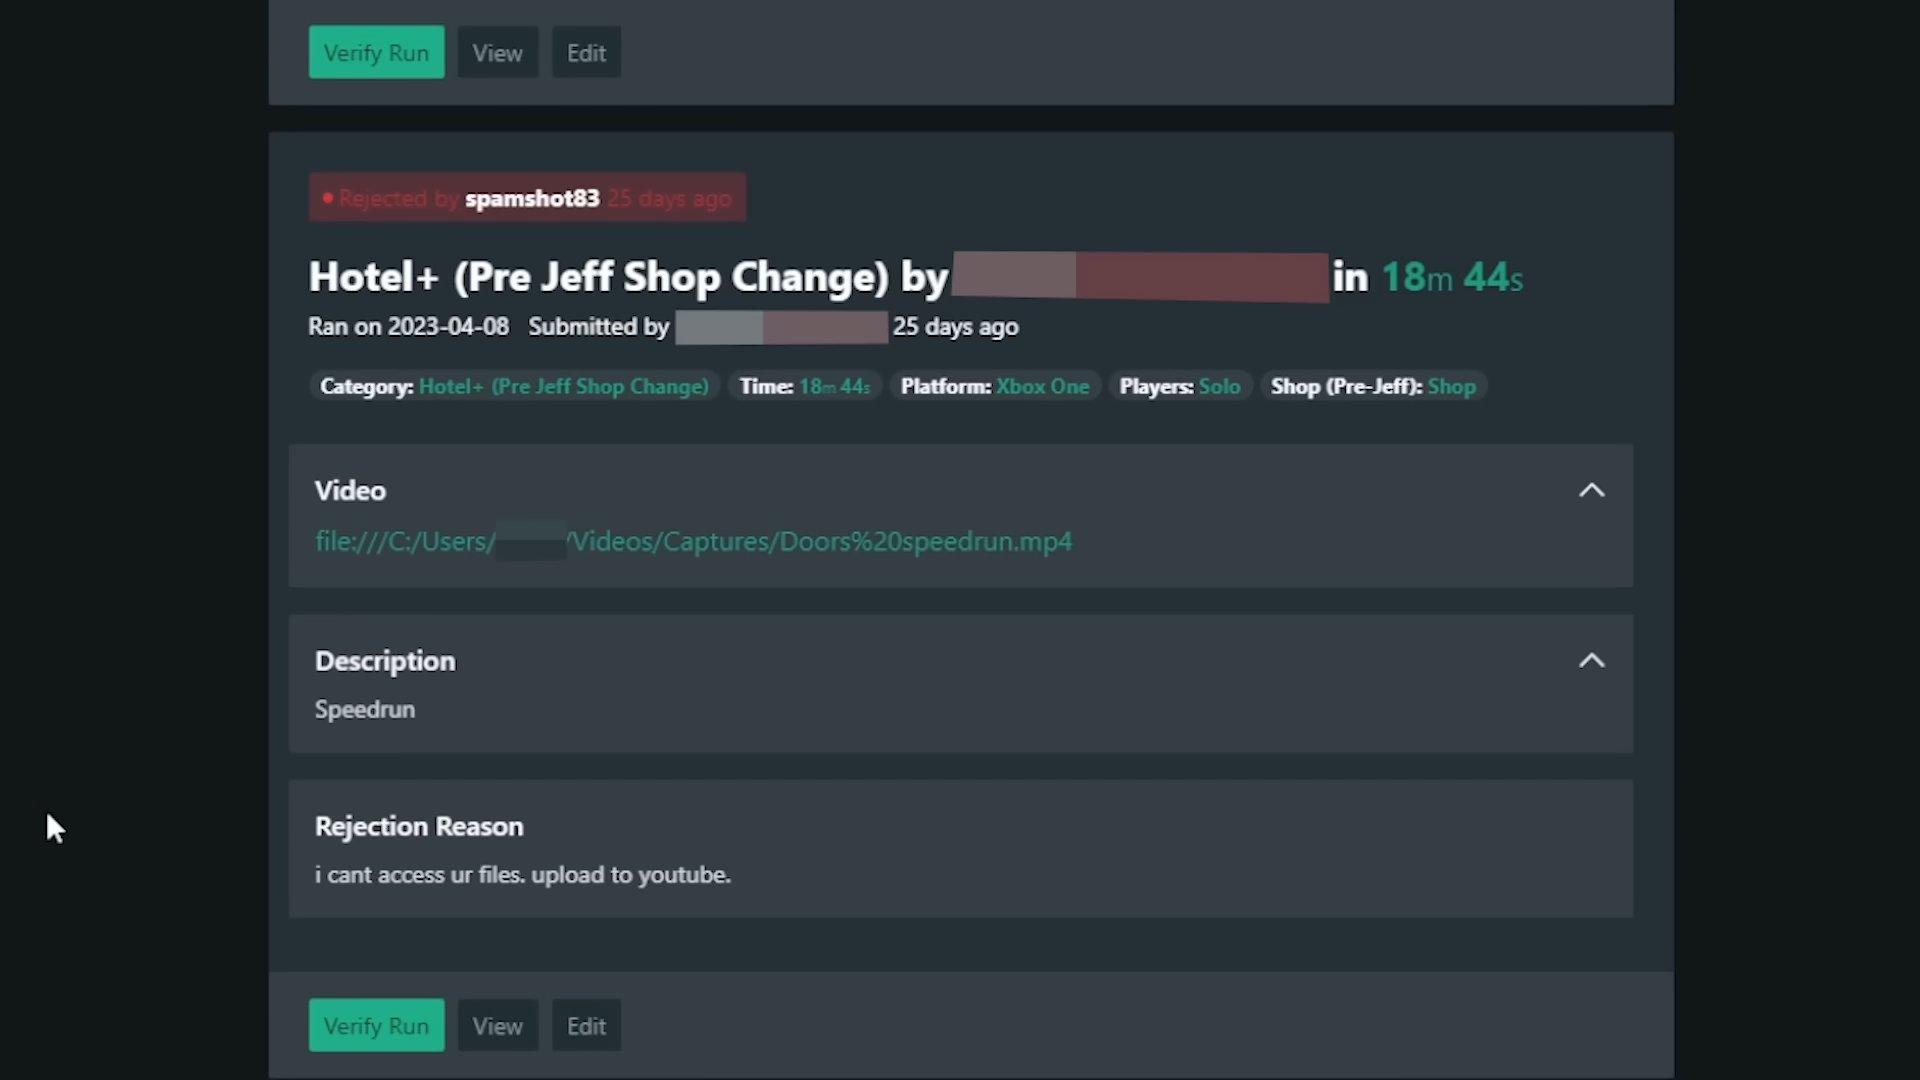 Verify Run View Edit
Rejected by spamshot83 25 days ago
Hotel+ (Pre Jeff Shop Change) by in 18m 44s
Ran on 2023-04-08 Submitted by 25 days ago
Category: Hotel+ (Pre Jeff Shop Change) Time: 18m 44s Platform: Xbox One Players: Solo Shop (Pre-Jeff): Shop
Video
file:///C:/Users/ /Videos/Captures/Doors%20speedrun.mp4
Description
Speedrun
Rejection Reason
i cant access ur files. upload to youtube.
Verify Run View Edit